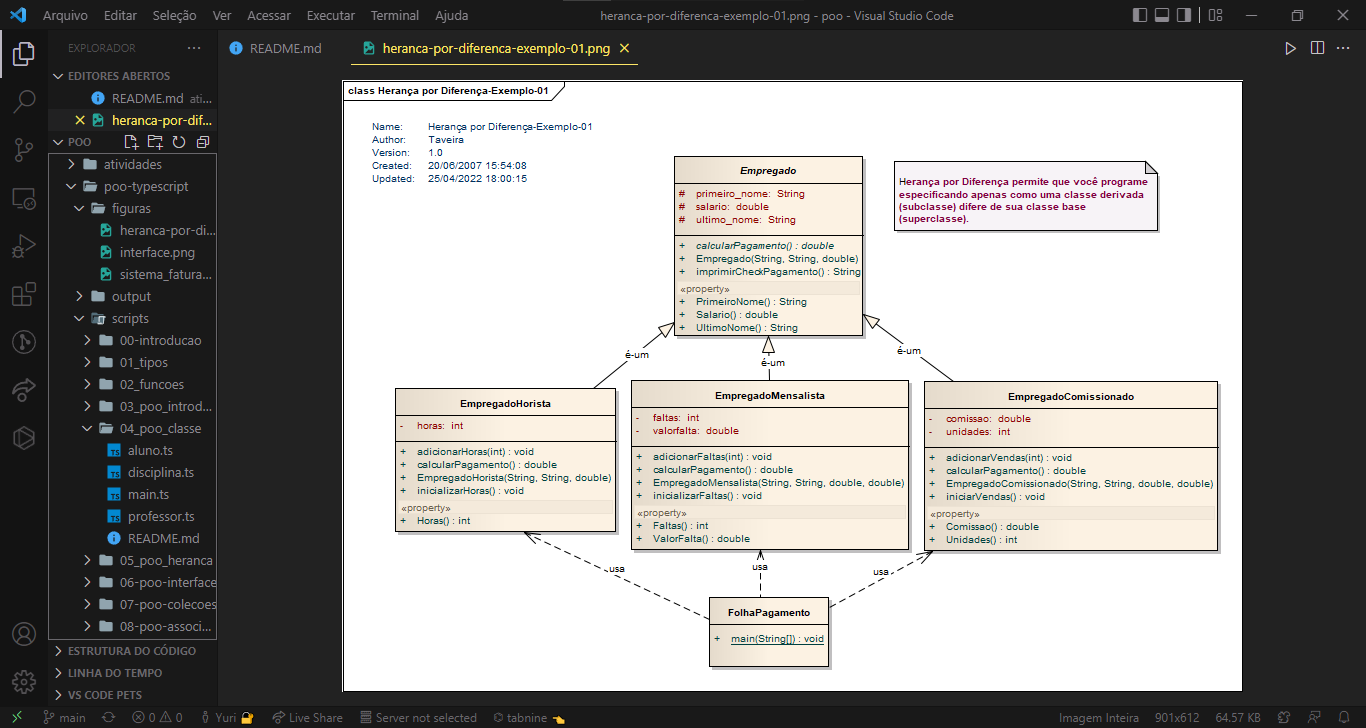 Arquivo Editar Seleção Ver Acessar Executar Terminal Ajuda
heranca-por-diferenca-exemplo-01.png - poo - Visual Studio Code
EXPLORADOR ···
EDITORES ABERTOS
README.md ati...
heranca-por-dif...
POO
atividades
poo-typescript
figuras
heranca-por-di...
interface.png
sistema_fatura...
output
scripts
00-introducao
01_tipos
02_funcoes
03_poo_introd...
04_poo_classe
TS aluno.ts
TS disciplina.ts
TS main.ts
TS professor.ts
README.md
05_poo_heranca
06-poo-interface
07-poo-colecoes
08-poo-associ...
ESTRUTURA DO CÓDIGO
LINHA DO TEMPO
VS CODE PETS
README.md
heranca-por-diferenca-exemplo-01.png
class Herança por Diferença-Exemplo-01
Name: Herança por Diferença-Exemplo-01
Author: Taveira
Version: 1.0
Created: 20/06/2007 15:54:08
Updated: 25/04/2022 18:00:15
Empregado
# primeiro_nome: String
# salario: double
# ultimo_nome: String
+ calcularPagamento() : double
+ Empregado(String, String, double)
+ imprimirCheckPagamento() : String
«property»
+ PrimeiroNome() : String
+ Salario() : double
+ UltimoNome() : String
Herança por Diferença permite que você programe
especificando apenas como uma classe derivada
(subclasse) difere de sua classe base
(superclasse).
é-um
é-um
é-um
EmpregadoHorista
- horas: int
+ adicionarHoras(int) : void
+ calcularPagamento() : double
+ EmpregadoHorista(String, String, double)
+ inicializarHoras() : void
«property»
+ Horas() : int
EmpregadoMensalista
- faltas: int
- valorfalta: double
+ adicionarFaltas(int) : void
+ calcularPagamento() : double
+ EmpregadoMensalista(String, String, double, double)
+ inicializarFaltas() : void
«property»
+ Faltas() : int
+ ValorFalta() : double
EmpregadoComissionado
- comissao: double
- unidades: int
+ adicionarVendas(int) : void
+ calcularPagamento() : double
+ EmpregadoComissionado(String, String, double, double)
+ iniciarVendas() : void
«property»
+ Comissao() : double
+ Unidades() : int
usa
usa
usa
FolhaPagamento
+ main(String[]) : void
main 0 0 Yuri Live Share Server not selected tabnine Imagem Inteira 901x612 64.57 KB